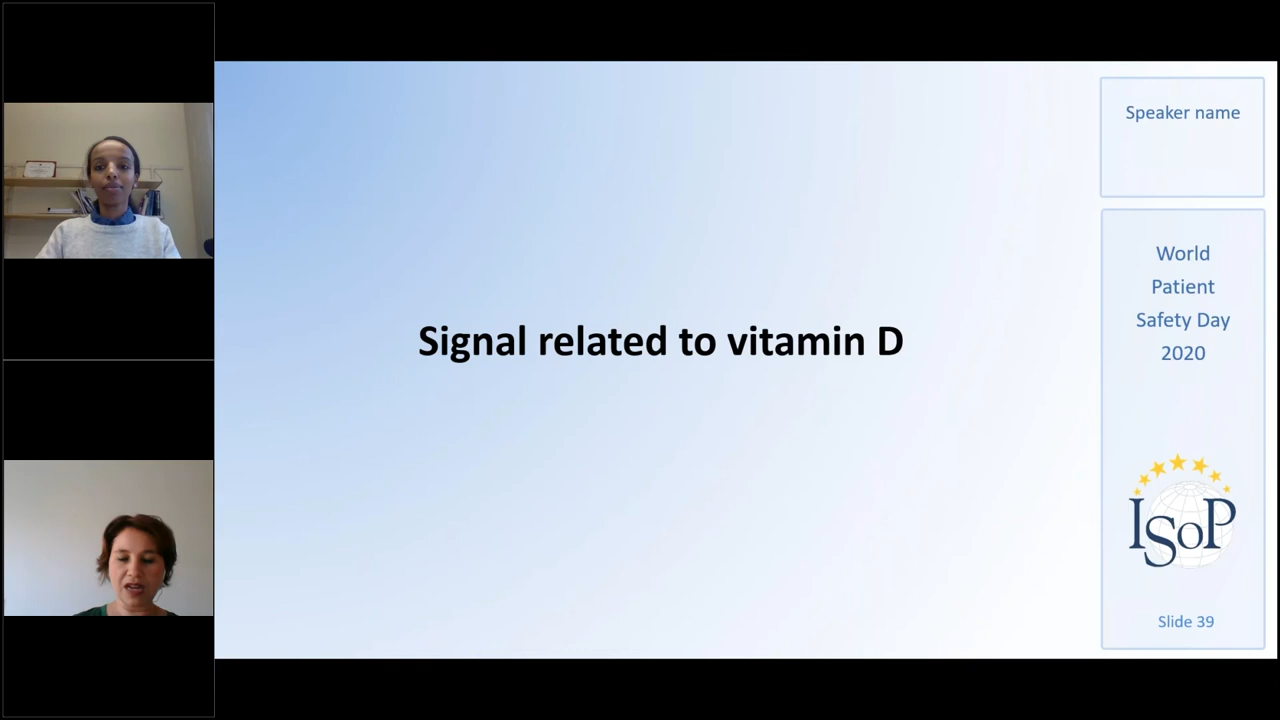 Signal related to vitamin D
Speaker name
World
Patient
Safety Day
2020
ISoP
Slide 39